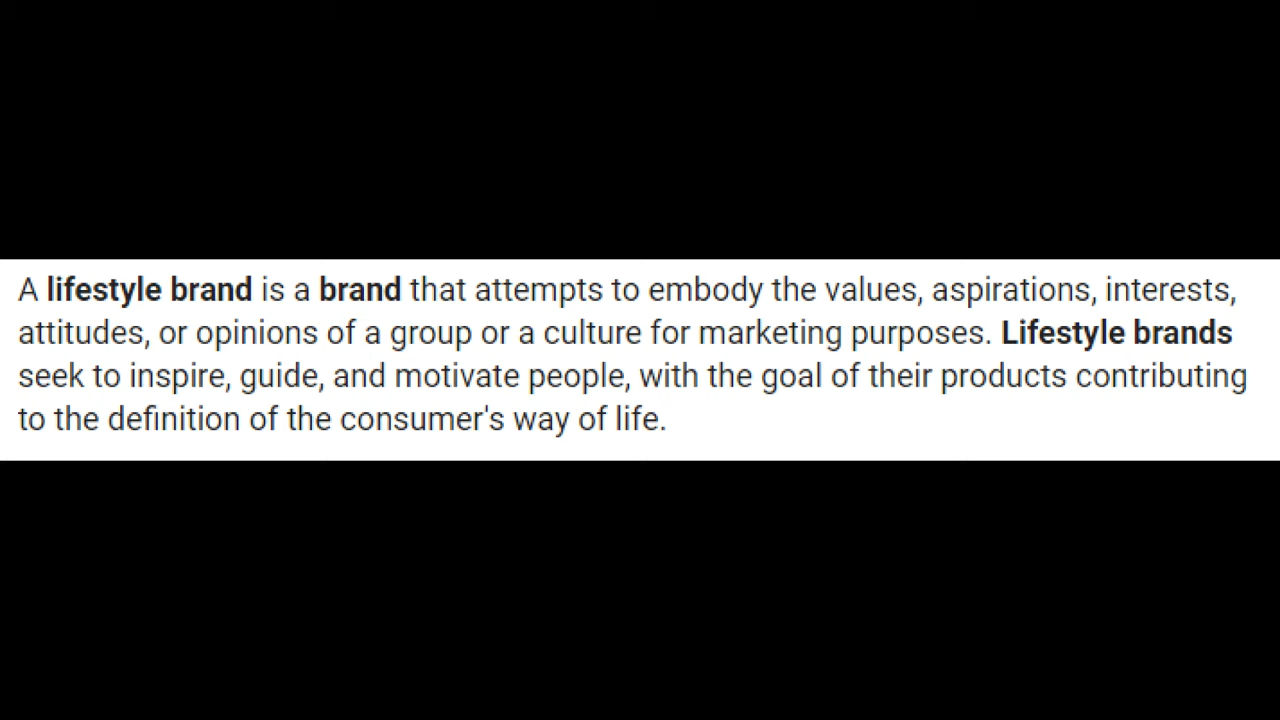 A lifestyle brand is a brand that attempts to embody the values, aspirations, interests,
attitudes, or opinions of a group or a culture for marketing purposes. Lifestyle brands
seek to inspire, guide, and motivate people, with the goal of their products contributing
to the definition of the consumer's way of life.